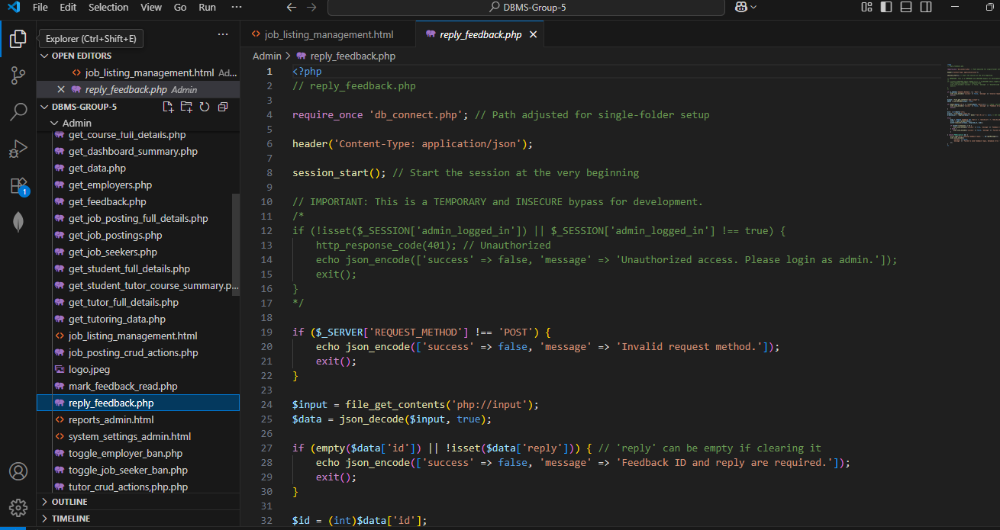 File Edit Selection View Go Run ··· DBMS-Group-5
Explorer (Ctrl+Shift+E)
OPEN EDITORS
job_listing_management.html Ad...
reply_feedback.php Admin
DBMS-GROUP-5
Admin
get_course_full_details.php
get_dashboard_summary.php
get_data.php
get_employers.php
get_feedback.php
get_job_posting_full_details.php
get_job_postings.php
get_job_seekers.php
get_student_full_details.php
get_student_tutor_course_summary.p...
get_tutor_full_details.php
get_tutoring_data.php
job_listing_management.html
job_posting_crud_actions.php
logo.jpeg
mark_feedback_read.php
reply_feedback.php
reports_admin.html
system_settings_admin.html
toggle_employer_ban.php
toggle_job_seeker_ban.php
tutor_crud_actions,php.php
OUTLINE
TIMELINE
1
job_listing_management.html reply_feedback.php
Admin > reply_feedback.php
1 <?php
2 // reply_feedback.php
3
4 require_once 'db_connect.php'; // Path adjusted for single-folder setup
5
6 header('Content-Type: application/json');
7
8 session_start(); // Start the session at the very beginning
9
10 // IMPORTANT: This is a TEMPORARY and INSECURE bypass for development.
11 /*
12 if (!isset($_SESSION['admin_logged_in']) || $_SESSION['admin_logged_in'] !== true) {
13 http_response_code(401); // Unauthorized
14 echo json_encode(['success' => false, 'message' => 'Unauthorized access. Please login as admin.']);
15 exit();
16 }
17 */
18
19 if ($_SERVER['REQUEST_METHOD'] !== 'POST') {
20 echo json_encode(['success' => false, 'message' => 'Invalid request method.']);
21 exit();
22 }
23
24 $input = file_get_contents('php://input');
25 $data = json_decode($input, true);
26
27 if (empty($data['id']) || !isset($data['reply'])) { // 'reply' can be empty if clearing it
28 echo json_encode(['success' => false, 'message' => 'Feedback ID and reply are required.']);
29 exit();
30 }
31
32 $id = (int)$data['id'];